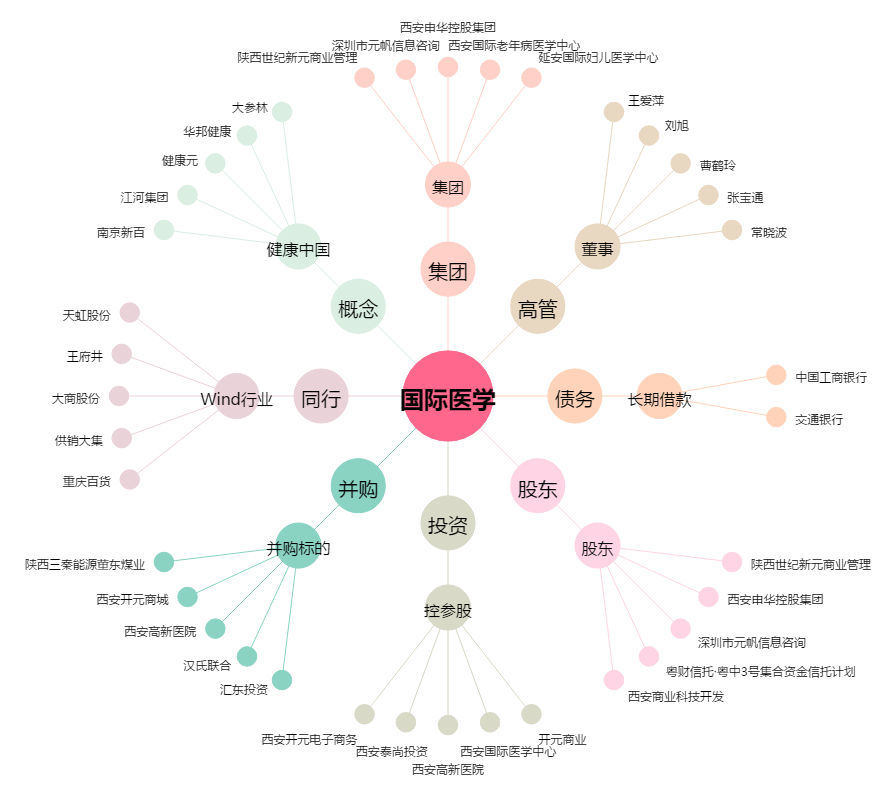 西安申华控股集团
深圳市元帆信息咨询
西安国际老年病医学中心
陕西世纪新元商业管理
延安国际妇儿医学中心
集团
集团
大参林
华邦健康
健康元
江河集团
南京新百
健康中国
概念
王爱萍
刘旭
曹鹤玲
张宝通
常晓波
董事
高管
天虹股份
王府井
大商股份
供销大集
重庆百货
Wind行业
同行
国际医学
债务
长期借款
中国工商银行
交通银行
并购
并购标的
陕西三秦能源董东煤业
西安开元商城
西安高新医院
汉氏联合
汇东投资
投资
控参股
西安开元电子商务
西安泰尚投资
西安高新医院
西安国际医学中心
开元商业
股东
股东
陕西世纪新元商业管理
西安申华控股集团
深圳市元帆信息咨询
粤财信托·粤中3号集合资金信托计划
西安商业科技开发